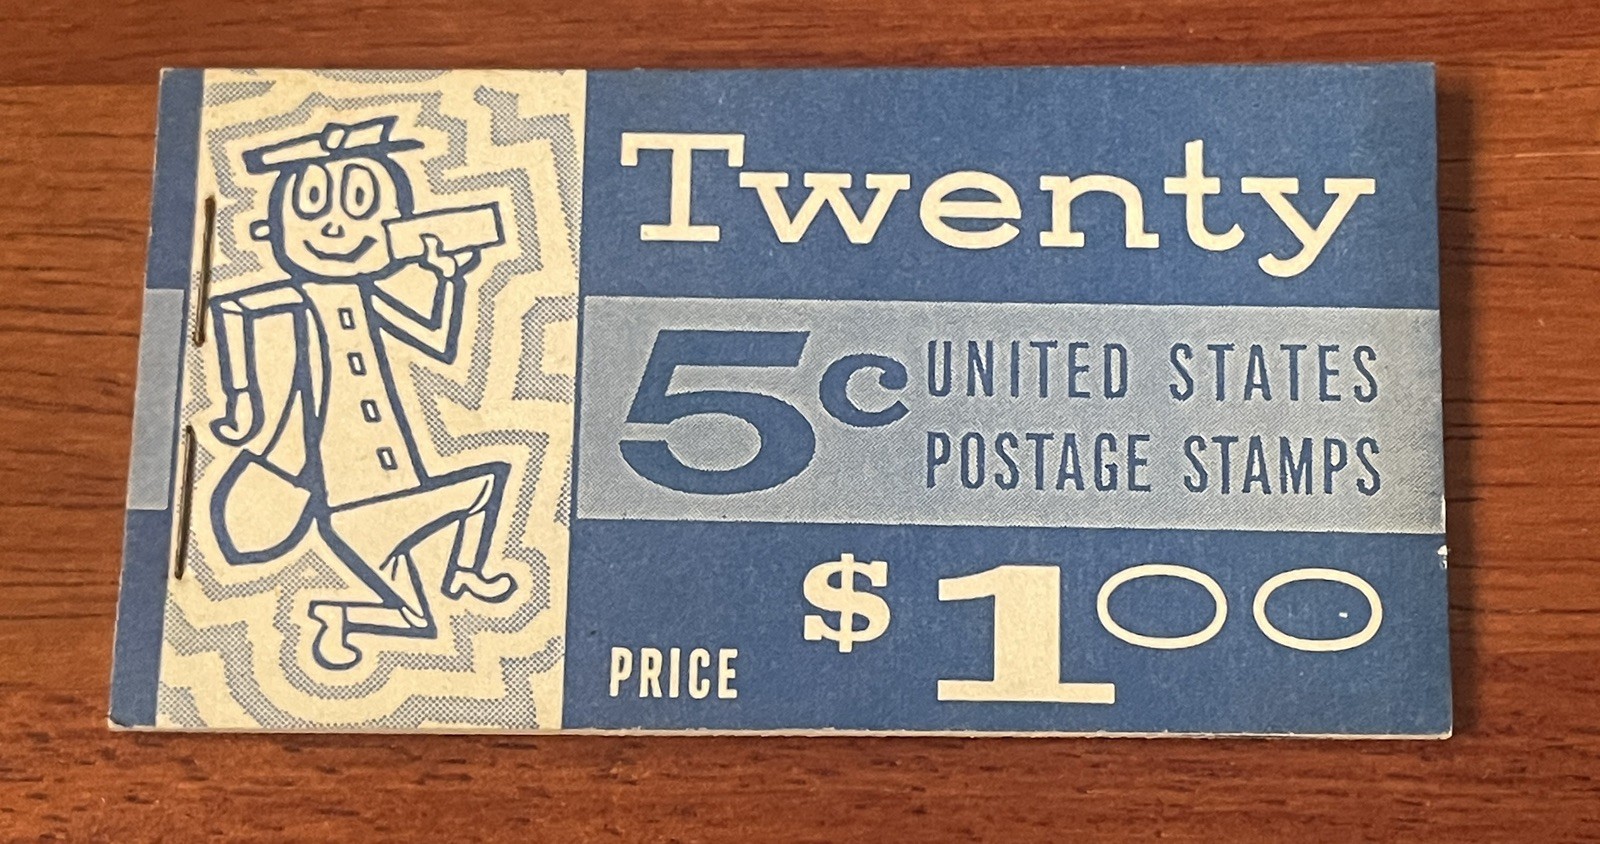 Twenty
5c UNITED STATES
POSTAGE STAMPS
PRICE $1.00